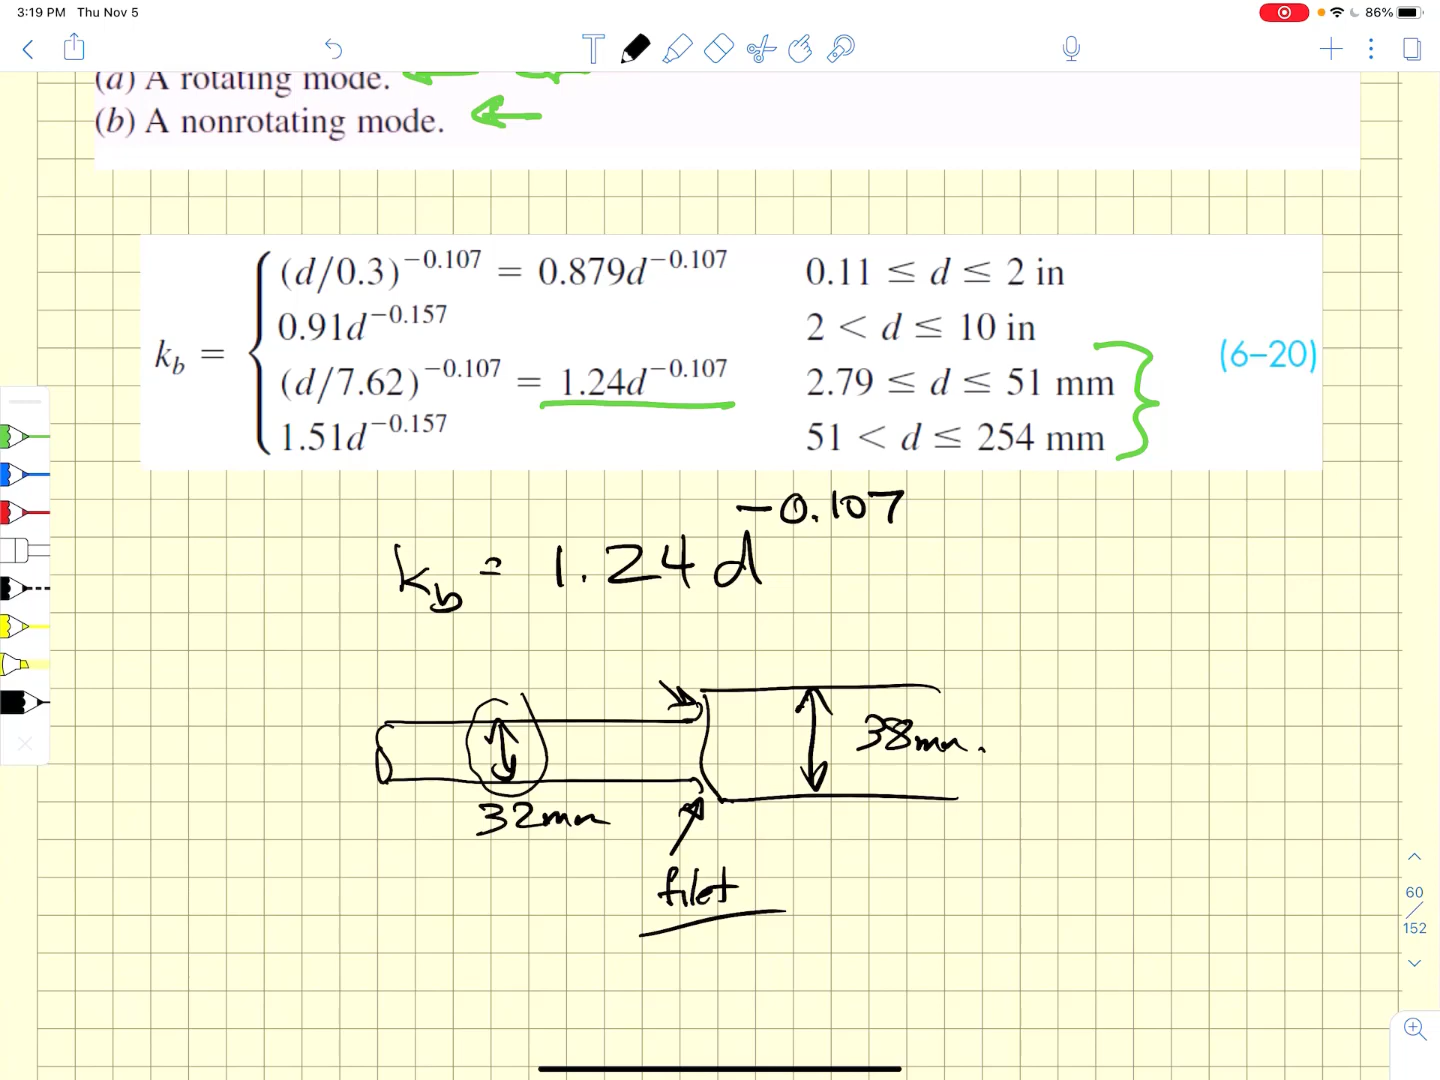 3:19 PM Thu Nov 5
86%
T
(a) A rotating mode.
(b) A nonrotating mode.
k_b = { (d/0.3)^{-0.107} = 0.879d^{-0.107} 0.11 ≤ d ≤ 2 in
0.91d^{-0.157} 2 < d ≤ 10 in
(d/7.62)^{-0.107} = 1.24d^{-0.107} 2.79 ≤ d ≤ 51 mm
1.51d^{-0.157} 51 < d ≤ 254 mm
(6–20)
k_b = 1.24 d^{-0.107}
38mm.
32mm
filet
60
/
152